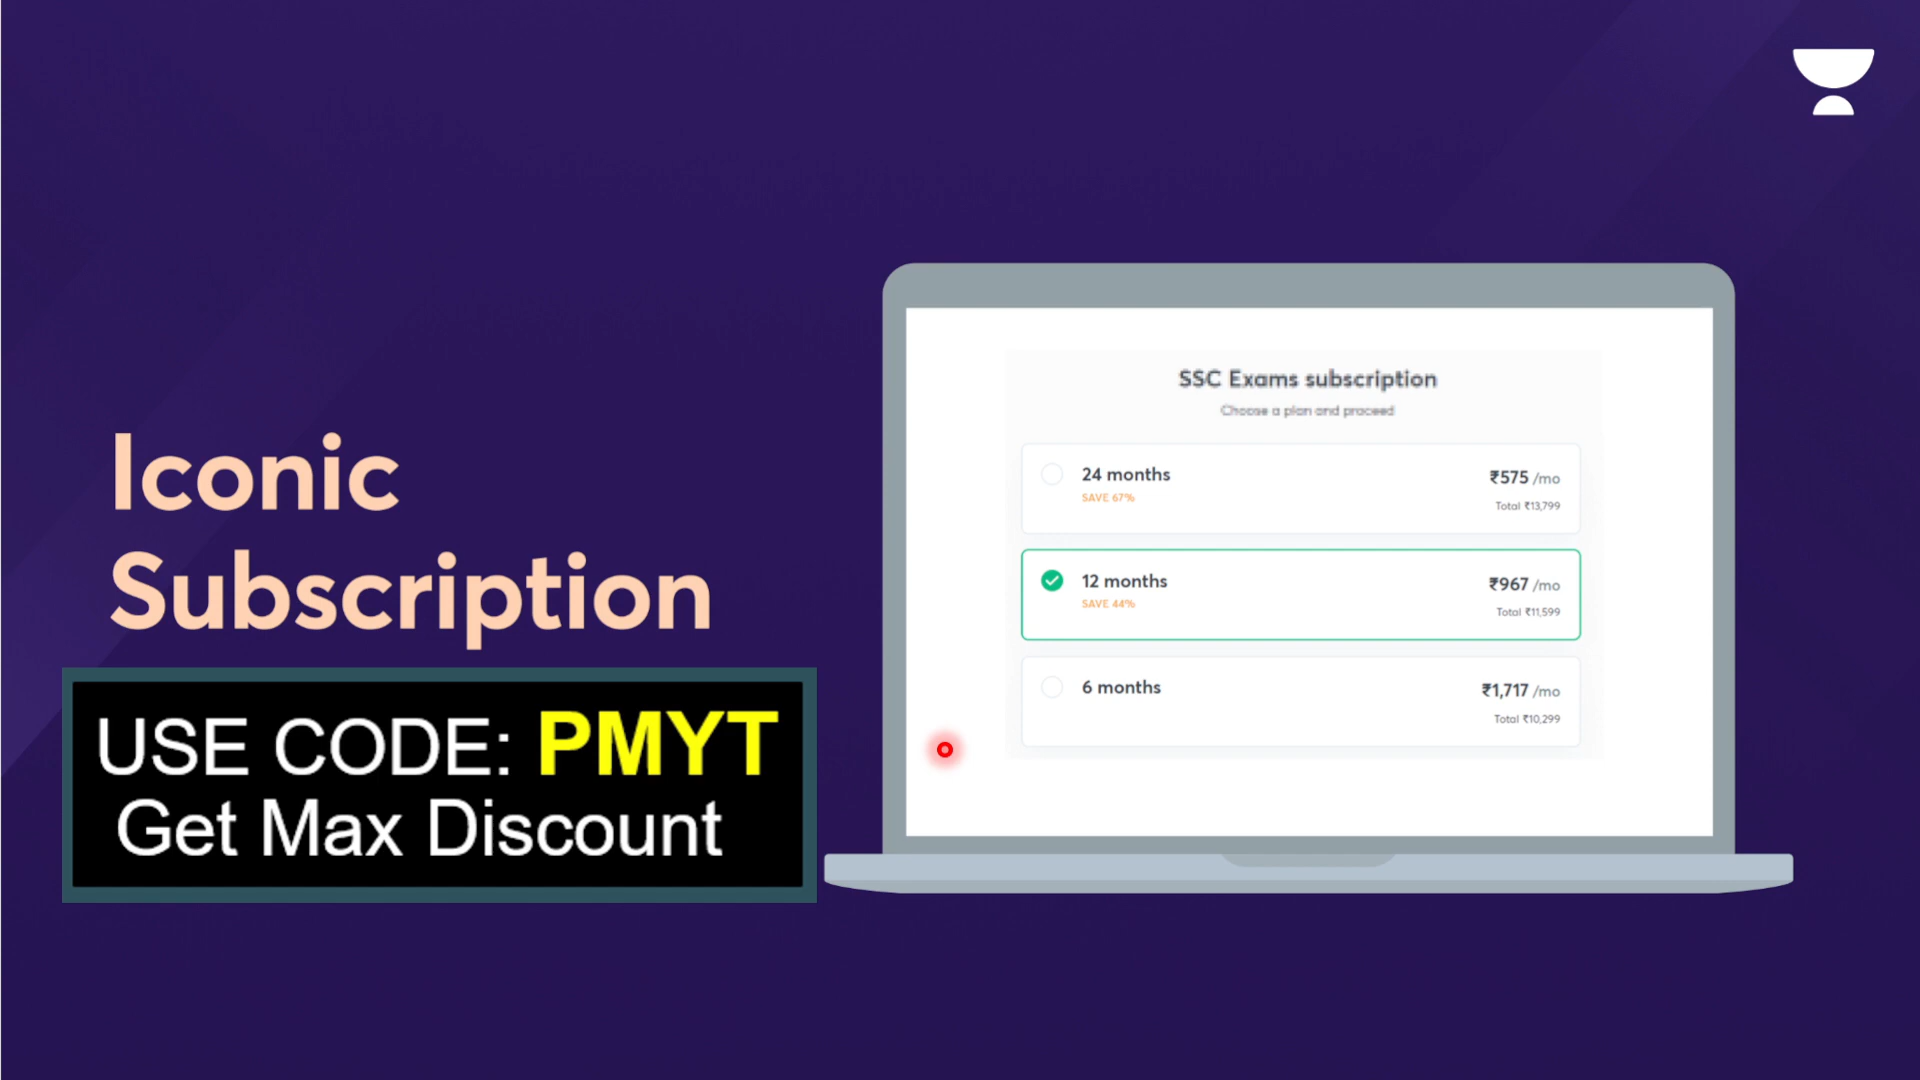 Iconic
Subscription
USE CODE: PMYT
Get Max Discount
SSC Exams subscription
Choose a plan and proceed
24 months
SAVE 67%
₹575 /mo
Total ₹13,799
12 months
SAVE 44%
₹967 /mo
Total ₹11,599
6 months
₹1,717 /mo
Total ₹10,299